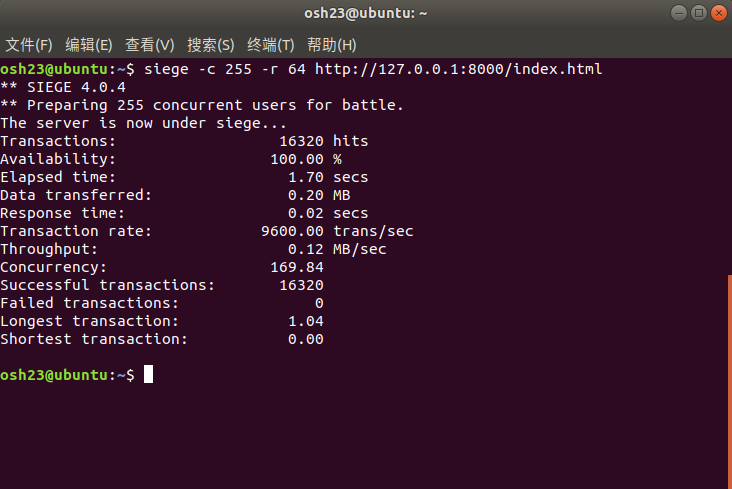 osh23@ubuntu: ~
文件(F) 编辑(E) 查看(V) 搜索(S) 终端(T) 帮助(H)
osh23@ubuntu:~$ siege -c 255 -r 64 http://127.0.0.1:8000/index.html
** SIEGE 4.0.4
** Preparing 255 concurrent users for battle.
The server is now under siege...
Transactions: 16320 hits
Availability: 100.00 %
Elapsed time: 1.70 secs
Data transferred: 0.20 MB
Response time: 0.02 secs
Transaction rate: 9600.00 trans/sec
Throughput: 0.12 MB/sec
Concurrency: 169.84
Successful transactions: 16320
Failed transactions: 0
Longest transaction: 1.04
Shortest transaction: 0.00
osh23@ubuntu:~$